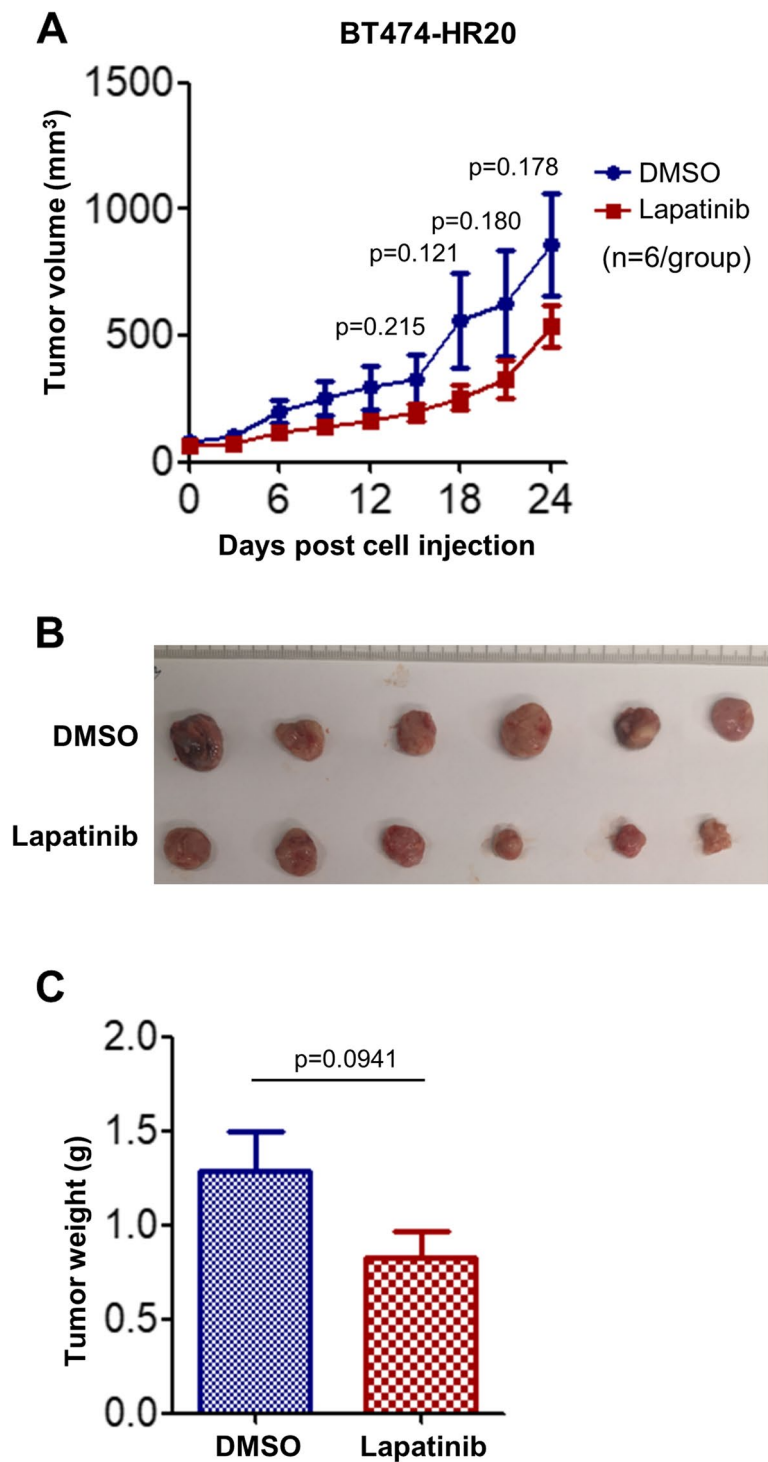 A
BT474-HR20
Tumor volume (mm³)
1500
1000
500
0
p=0.215
p=0.121
p=0.180
p=0.178
DMSO
Lapatinib
(n=6/group)
0 6 12 18 24
Days post cell injection
B
DMSO
Lapatinib
C
Tumor weight (g)
2.0
1.5
1.0
0.5
0.0
p=0.0941
DMSO Lapatinib